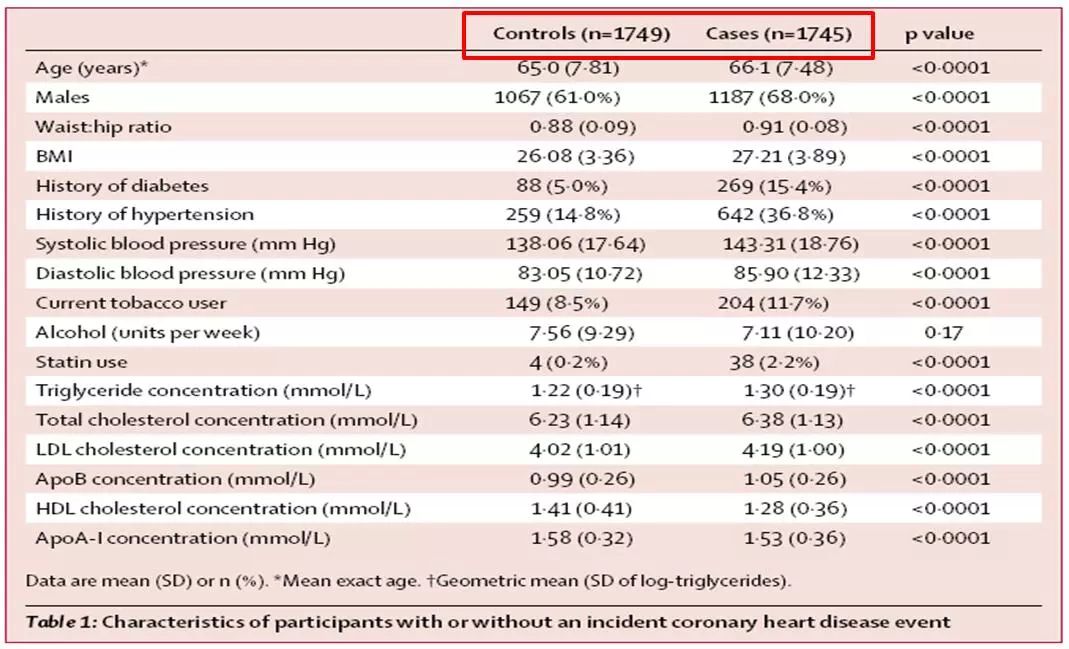 Controls (n=1749) Cases (n=1745) p value
Age (years)* 65·0 (7·81) 66·1 (7·48) <0·0001
Males 1067 (61·0%) 1187 (68·0%) <0·0001
Waist:hip ratio 0·88 (0·09) 0·91 (0·08) <0·0001
BMI 26·08 (3·36) 27·21 (3·89) <0·0001
History of diabetes 88 (5·0%) 269 (15·4%) <0·0001
History of hypertension 259 (14·8%) 642 (36·8%) <0·0001
Systolic blood pressure (mm Hg) 138·06 (17·64) 143·31 (18·76) <0·0001
Diastolic blood pressure (mm Hg) 83·05 (10·72) 85·90 (12·33) <0·0001
Current tobacco user 149 (8·5%) 204 (11·7%) <0·0001
Alcohol (units per week) 7·56 (9·29) 7·11 (10·20) 0·17
Statin use 4 (0·2%) 38 (2·2%) <0·0001
Triglyceride concentration (mmol/L) 1·22 (0·19)† 1·30 (0·19)† <0·0001
Total cholesterol concentration (mmol/L) 6·23 (1·14) 6·38 (1·13) <0·0001
LDL cholesterol concentration (mmol/L) 4·02 (1·01) 4·19 (1·00) <0·0001
ApoB concentration (mmol/L) 0·99 (0·26) 1·05 (0·26) <0·0001
HDL cholesterol concentration (mmol/L) 1·41 (0·41) 1·28 (0·36) <0·0001
ApoA-I concentration (mmol/L) 1·58 (0·32) 1·53 (0·36) <0·0001
Data are mean (SD) or n (%). *Mean exact age. †Geometric mean (SD of log-triglycerides).
Table 1: Characteristics of participants with or without an incident coronary heart disease event